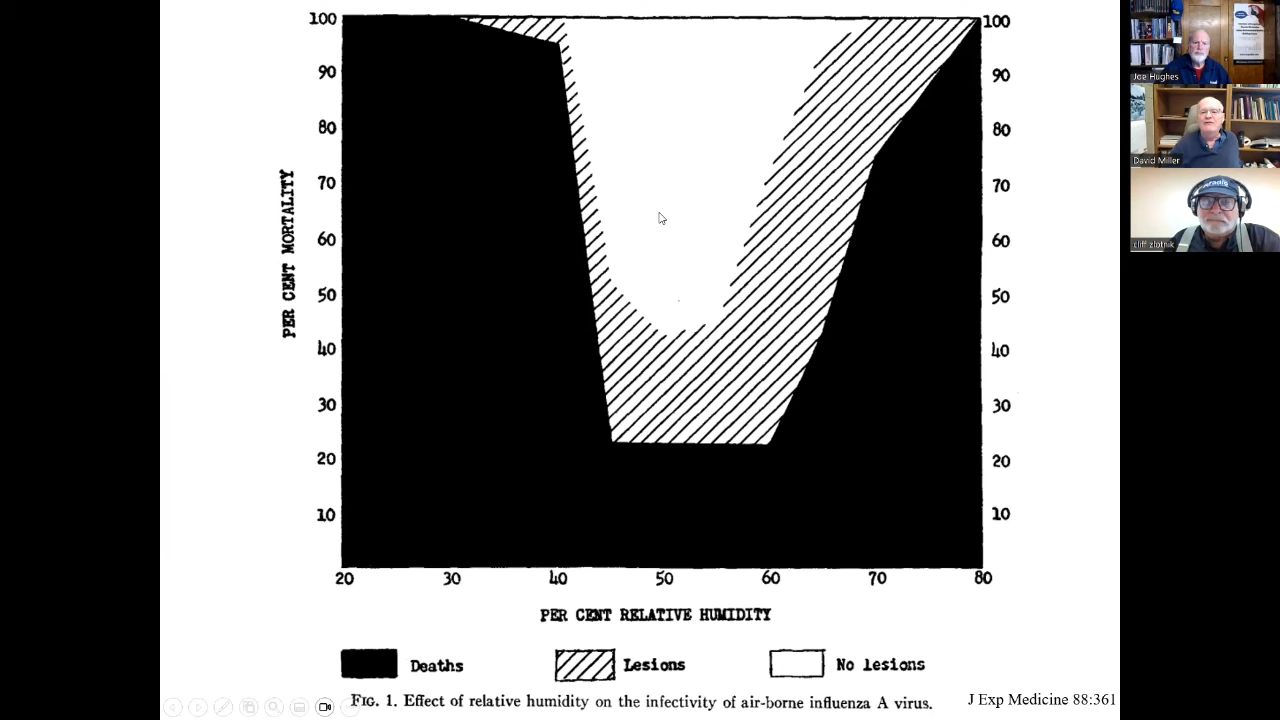 100
90
80
70
60
50
40
30
20
10
PER CENT MORTALITY
100
90
80
70
60
50
40
30
20
10
20 30 40 50 60 70 80
PER CENT RELATIVE HUMIDITY
Deaths
Lesions
No lesions
FIG. 1. Effect of relative humidity on the infectivity of air-borne influenza A virus.
J Exp Medicine 88:361
Joe Hughes
David Miller
cliff zlotnik